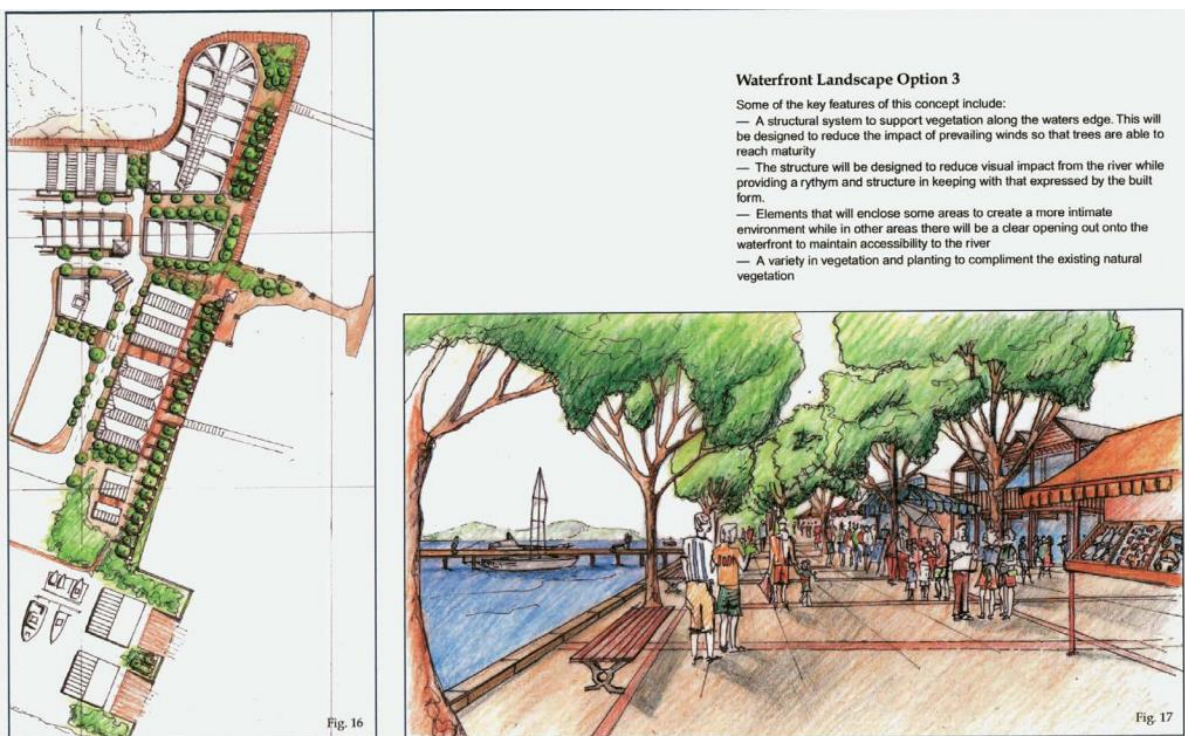 Waterfront Landscape Option 3
Some of the key features of this concept include:
— A structural system to support vegetation along the waters edge. This will
be designed to reduce the impact of prevailing winds so that trees are able to
reach maturity
— The structure will be designed to reduce visual impact from the river while
providing a rythym and structure in keeping with that expressed by the built
form.
— Elements that will enclose some areas to create a more intimate
environment while in other areas there will be a clear opening out onto the
waterfront to maintain accessibility to the river
— A variety in vegetation and planting to compliment the existing natural
vegetation
Fig. 16
Fig. 17